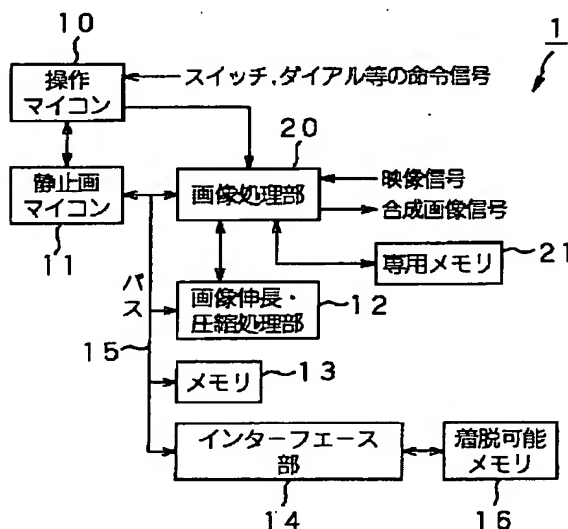 10
1
操作
マイコン
スイッチ,ダイアル等の命令信号
20
静止画
マイコン
画像処理部
映像信号
合成画像信号
11
専用メモリ
21
バス
画像伸長・
圧縮処理部
12
15
メモリ
13
インターフェース
部
着脱可能
メモリ
14
16